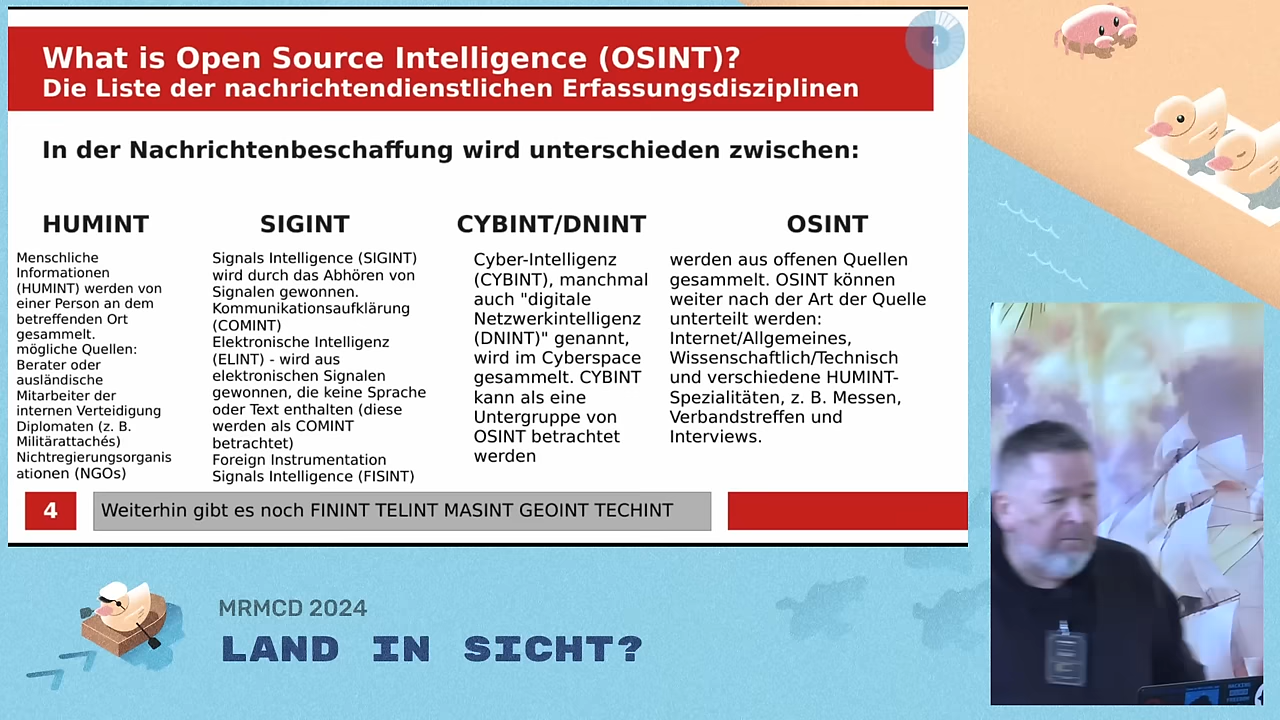 What is Open Source Intelligence (OSINT)?
4
Die Liste der nachrichtendienstlichen Erfassungsdisziplinen
In der Nachrichtenbeschaffung wird unterschieden zwischen:
HUMINT
Menschliche
Informationen
(HUMINT) werden von
einer Person an dem
betreffenden Ort
gesammelt.
mögliche Quellen:
Berater oder
ausländische
Mitarbeiter der
internen Verteidigung
Diplomaten (z. B.
Militärattachés)
Nichtregierungsorganis
ationen (NGOs)
SIGINT
Signals Intelligence (SIGINT)
wird durch das Abhören von
Signalen gewonnen.
Kommunikationsaufklärung
(COMINT)
Elektronische Intelligenz
(ELINT) - wird aus
elektronischen Signalen
gewonnen, die keine Sprache
oder Text enthalten (diese
werden als COMINT
betrachtet)
Foreign Instrumentation
Signals Intelligence (FISINT)
CYBINT/DNINT
Cyber-Intelligenz
(CYBINT), manchmal
auch "digitale
Netzwerkintelligenz
(DNINT)" genannt,
wird im Cyberspace
gesammelt. CYBINT
kann als eine
Untergruppe von
OSINT betrachtet
werden
OSINT
werden aus offenen Quellen
gesammelt. OSINT können
weiter nach der Art der Quelle
unterteilt werden:
Internet/Allgemeines,
Wissenschaftlich/Technisch
und verschiedene HUMINT-
Spezialitäten, z. B. Messen,
Verbandstreffen und
Interviews.
4
Weiterhin gibt es noch FININT TELINT MASINT GEOINT TECHINT
MRMCD 2024
LAND IN SICHT?